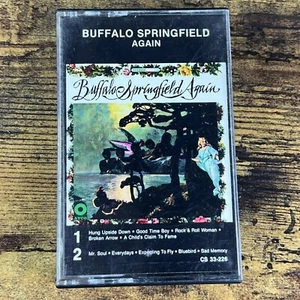 BUFFALO SPRINGFIELD
AGAIN
Buffalo Springfield Again
1
Hung Upside Down • Good Time Boy • Rock & Roll Woman •
Broken Arrow • A Child's Claim To Fame
2
Mr. Soul • Everydays • Expecting To Fly • Bluebird • Sad Memory
CS 33-226